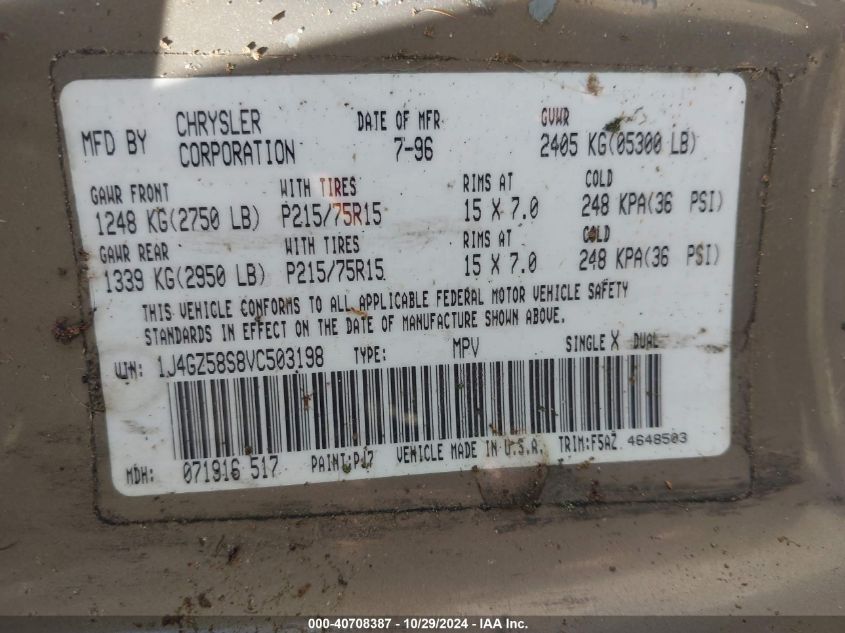 MFD BY CHRYSLER CORPORATION DATE OF MFR 7-96 GVWR 2405 KG(05300 LB)
GAWR FRONT WITH TIRES RIMS AT COLD
1248 KG(2750 LB) P215/75R15 15 X 7.0 248 KPA(36 PSI)
GAWR REAR WITH TIRES RIMS AT COLD
1339 KG(2950 LB) P215/75R15 15 X 7.0 248 KPA(36 PSI)
THIS VEHICLE CONFORMS TO ALL APPLICABLE FEDERAL MOTOR VEHICLE SAFETY
STANDARDS IN EFFECT ON THE DATE OF MANUFACTURE SHOWN ABOVE.
VIN: 1J4GZ58S8VC503198 TYPE: MPV SINGLE X DUAL
MDH: 071916 517 PAINT: VEHICLE MADE IN U.S.A. TRIM:F5AZ 4648503
000-40708387 - 10/29/2024 - IAA Inc.